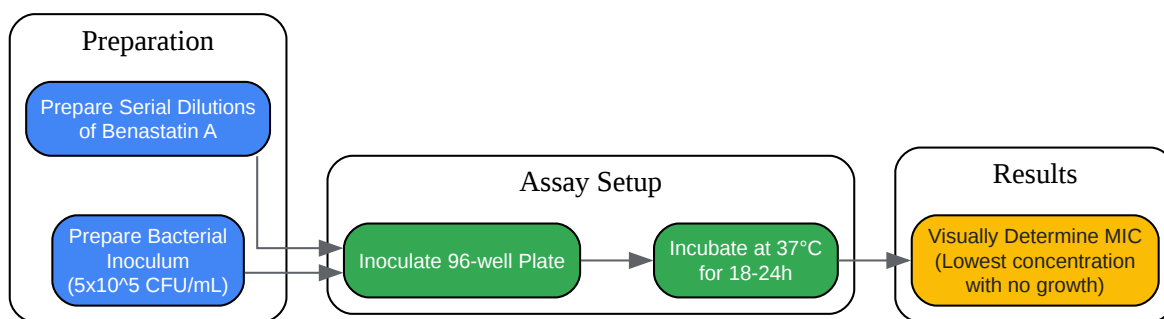 Preparation
Prepare Serial Dilutions
of Benastatin A
Prepare Bacterial
Inoculum
(5x10^5 CFU/mL)
Assay Setup
Inoculate 96-well Plate
Incubate at 37°C
for 18-24h
Results
Visually Determine MIC
(Lowest concentration
with no growth)